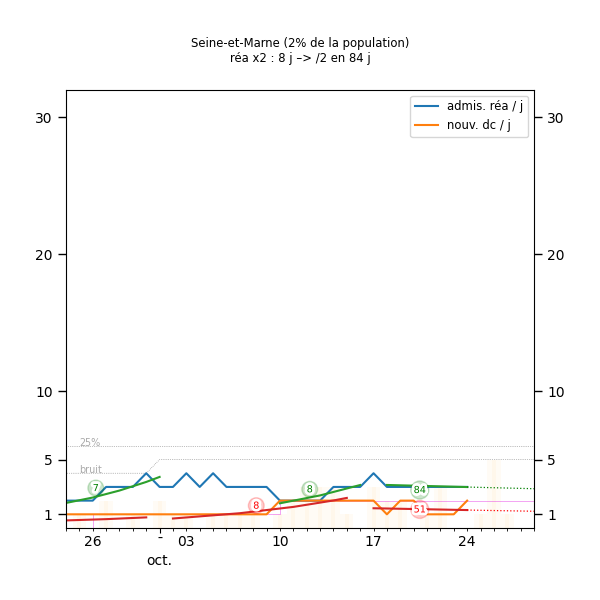 Seine-et-Marne (2% de la population)
réa x2 : 8 j –> /2 en 84 j
admis. réa / j
nouv. dc / j
30 30
20 20
10 10
25%
5 5
bruit
7 8 84
8 51
1 1
26 - 03 10 17 24
oct.